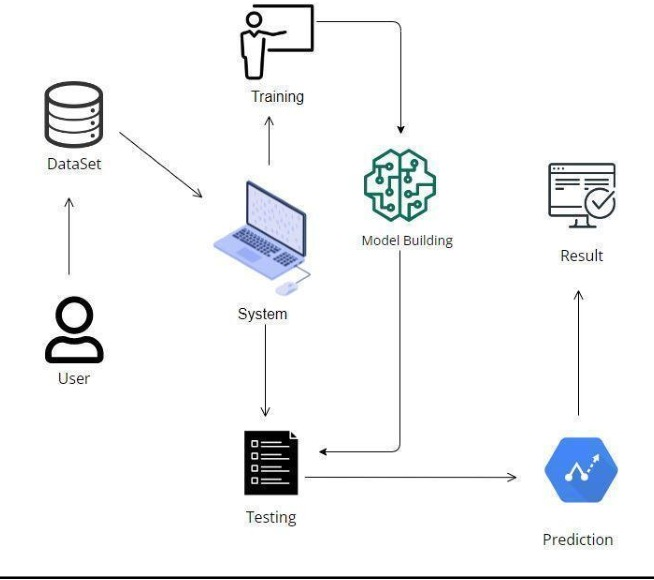 Training
DataSet
Model Building
Result
System
User
Testing
Prediction